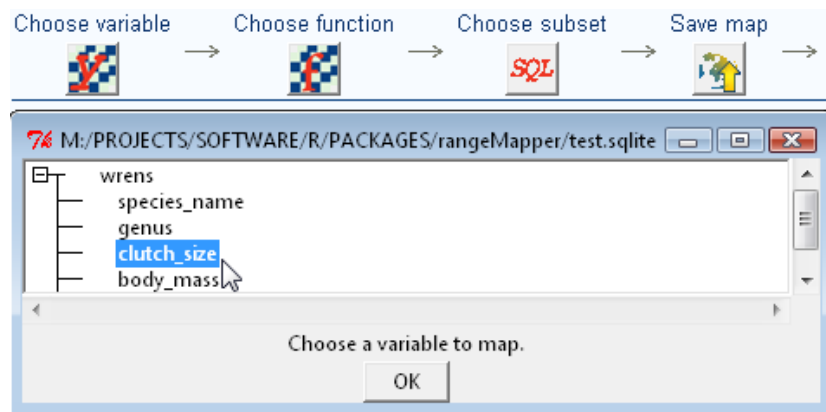 Choose variable Choose function Choose subset Save map
y f SQL
M:/PROJECTS/SOFTWARE/R/PACKAGES/rangeMapper/test.sqlite
wrens
species_name
genus
clutch_size
body_mass
Choose a variable to map.
OK